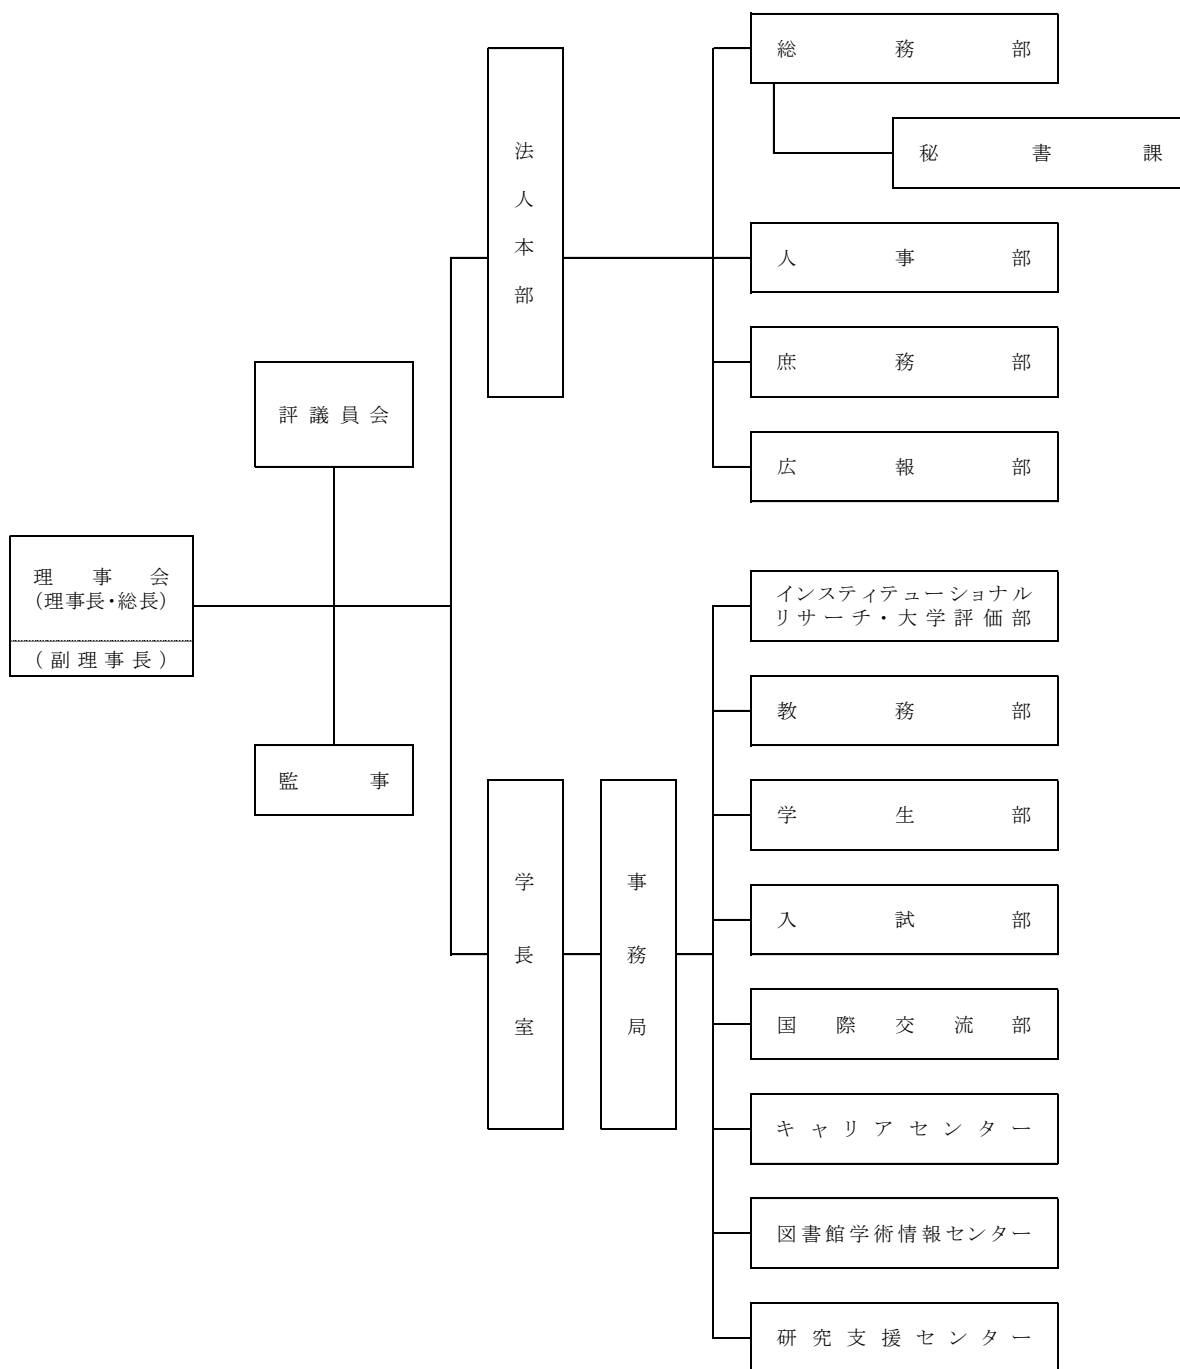 総務部
秘書課
法人本部
人事部
庶務部
評議員会
広報部
理事会
(理事長・総長)
(副理事長)
インスティテューショナル
リサーチ・大学評価部
教務部
監事
学長室
事務局
学生部
入試部
国際交流部
キャリアセンター
図書館学術情報センター
研究支援センター